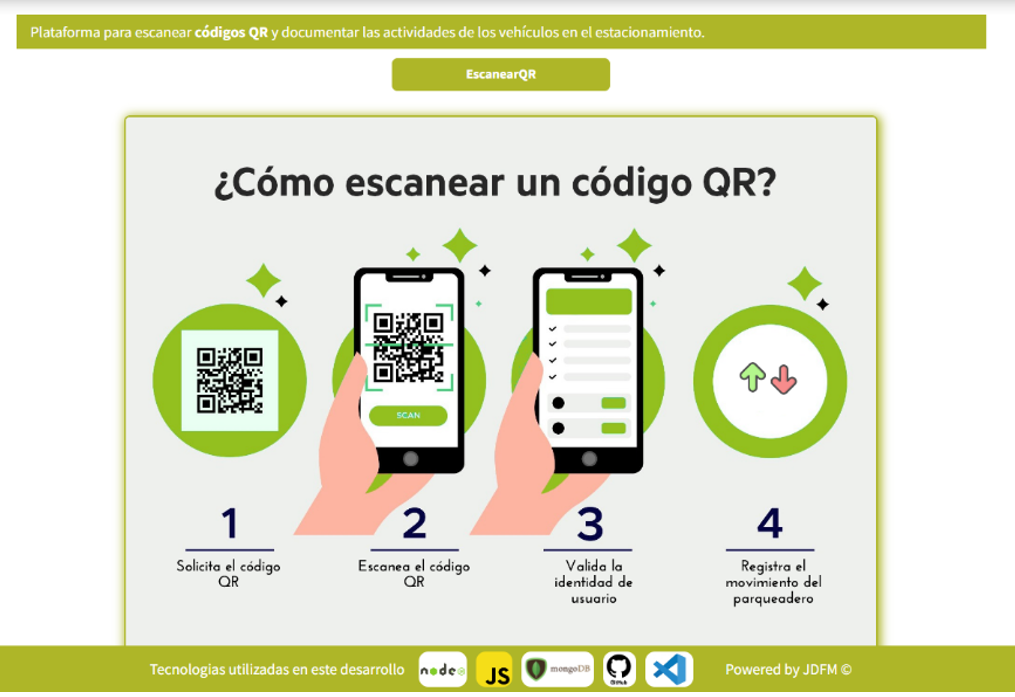 Plataforma para escanear códigos QR y documentar las actividades de los vehículos en el estacionamiento.
EscanearQR
¿Cómo escanear un código QR?
SCAN
1
2
3
4
Solicita el código
QR
Escanea el código
QR
Valida la
identidad de
usuario
Registra el
movimiento del
parqueadero
Tecnologias utilizadas en este desarrollo
node
JS
JS
mongoDB
GitHub
Powered by JDFM ©